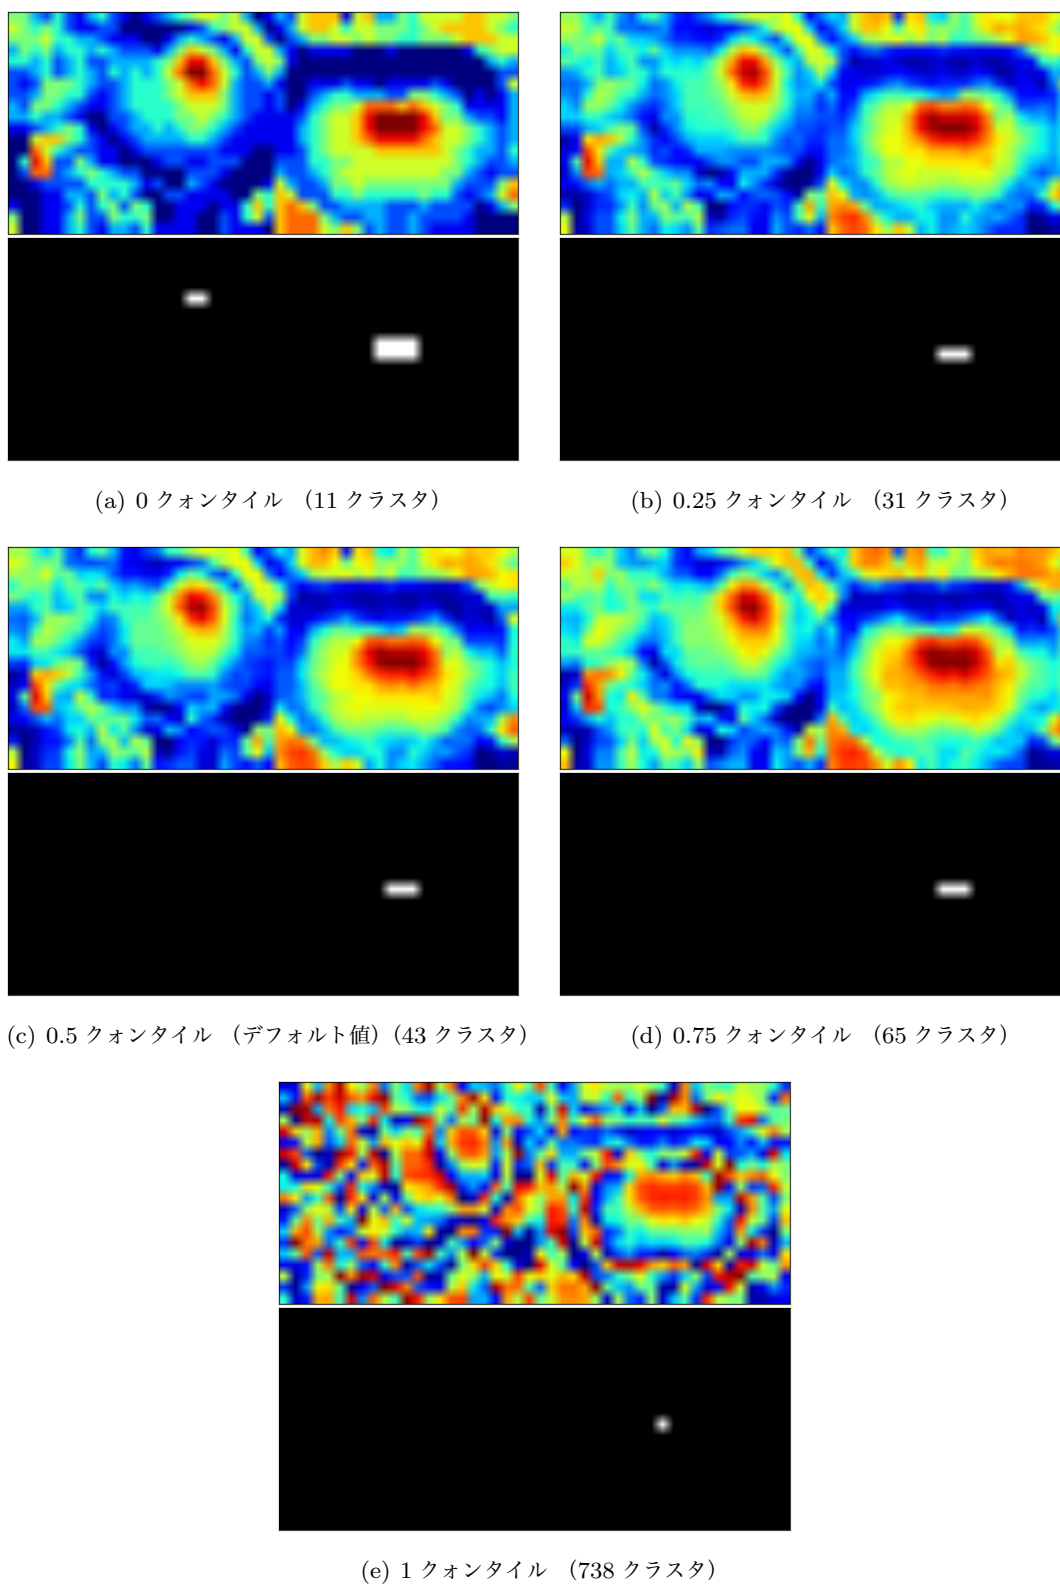 (a) 0 クォンタイル （11 クラスタ）
(b) 0.25 クォンタイル （31 クラスタ）
(c) 0.5 クォンタイル （デフォルト値）（43 クラスタ）
(d) 0.75 クォンタイル （65 クラスタ）
(e) 1 クォンタイル （738 クラスタ）